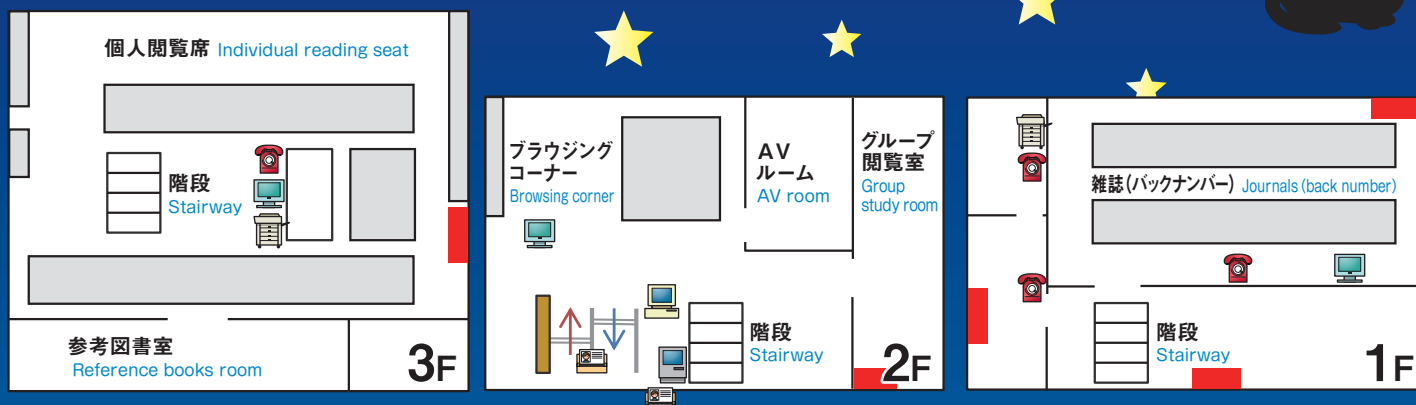 個人閲覧席 Individual reading seat
階段
Stairway
参考図書室
Reference books room
3F
ブラウジング
コーナー
Browsing corner
AV
ルーム
AV room
グループ
閲覧室
Group
study room
階段
Stairway
2F
雑誌(バックナンバー) Journals (back number)
階段
Stairway
1F